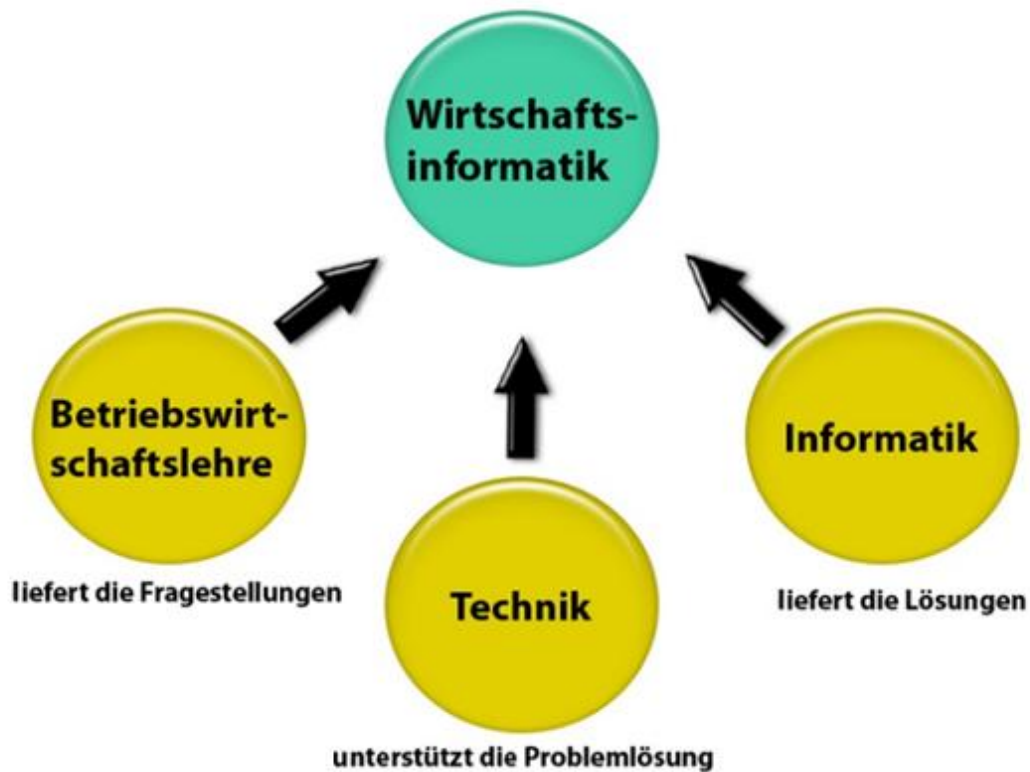 Wirtschafts-
informatik
Betriebswirt-
schaftslehre
liefert die Fragestellungen
Technik
unterstützt die Problemlösung
Informatik
liefert die Lösungen